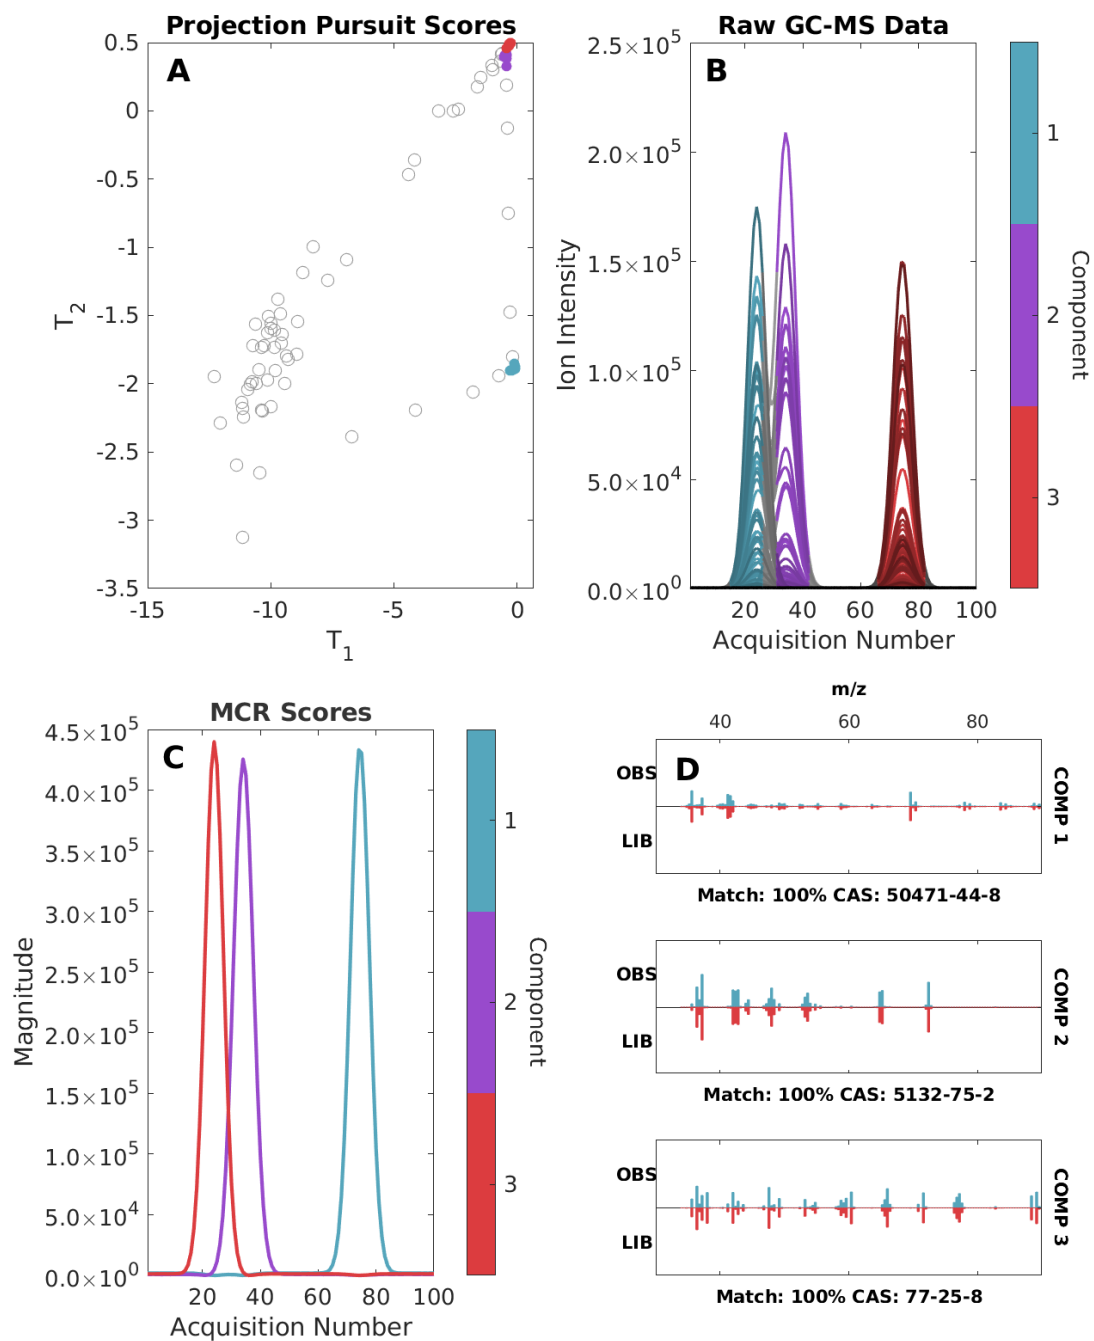 Projection Pursuit Scores
A
0.5
0
-0.5
-1
-1.5
-2
-2.5
-3
-3.5
T2
-15
-10
-5
0
T1
Raw GC-MS Data
B
2.5×10^5
2.0×10^5
1.5×10^5
1.0×10^5
5.0×10^4
0.0×10^0
Ion Intensity
20
40
60
80
100
Acquisition Number
1
2
3
Component
MCR Scores
C
4.5×10^5
4.0×10^5
3.5×10^5
3.0×10^5
2.5×10^5
2.0×10^5
1.5×10^5
1.0×10^5
5.0×10^4
0.0×10^0
Magnitude
20
40
60
80
100
Acquisition Number
1
2
3
Component
m/z
40
60
80
D
OBS
LIB
COMP 1
Match: 100% CAS: 50471-44-8
OBS
LIB
COMP 2
Match: 100% CAS: 5132-75-2
OBS
LIB
COMP 3
Match: 100% CAS: 77-25-8